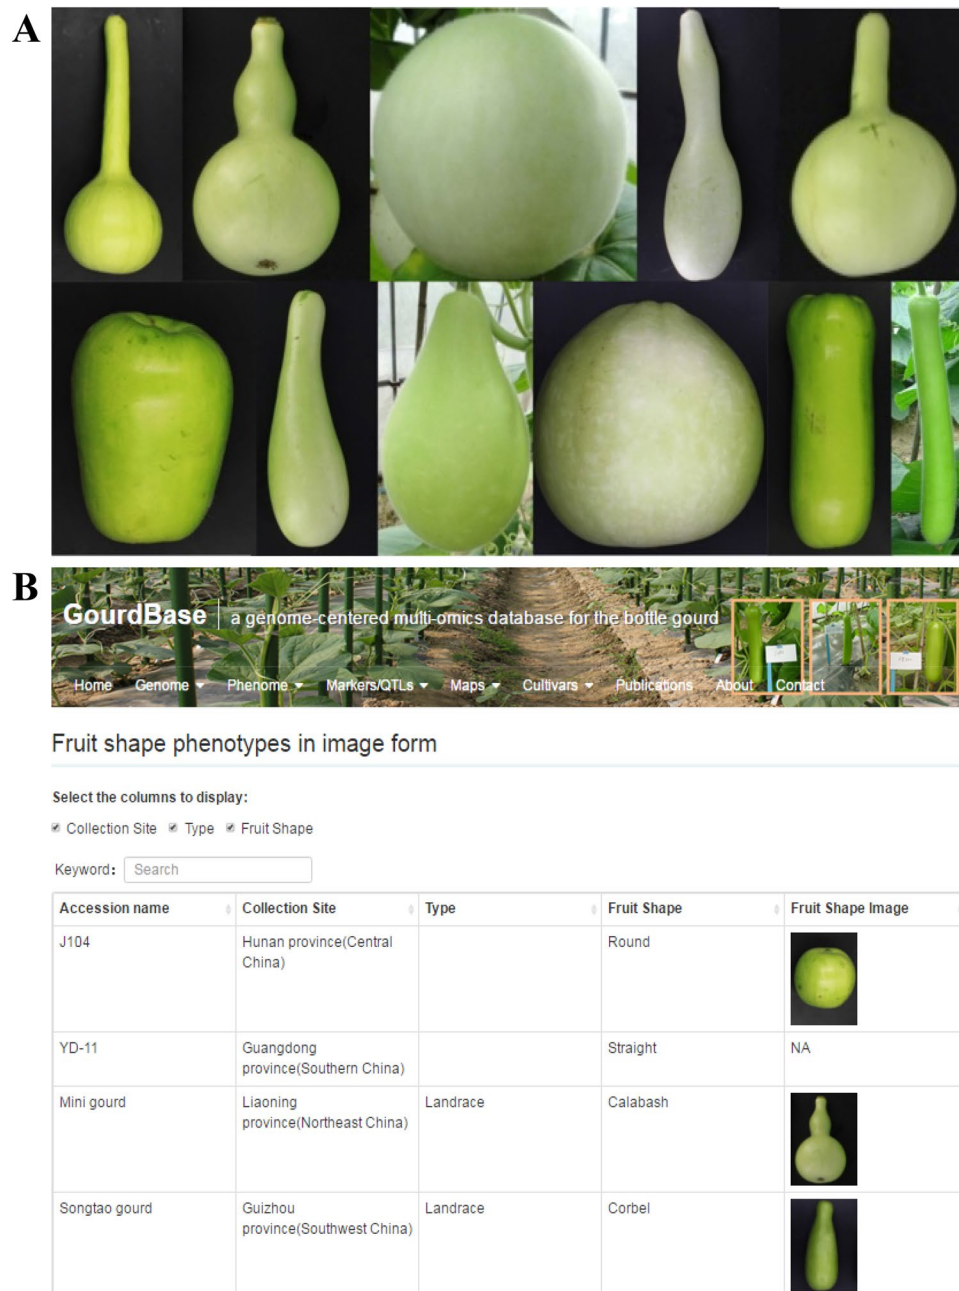 A
B
GourdBase | a genome-centered multi-omics database for the bottle gourd
Home Genome Phenome Markers/QTLs Maps Cultivars Publications About Contact
Fruit shape phenotypes in image form
Select the columns to display:
Collection Site Type Fruit Shape
Keyword: Search
Accession name Collection Site Type Fruit Shape Fruit Shape Image
J104 Hunan province(Central Round
China)
YD-11 Guangdong Straight NA
province(Southern China)
Mini gourd Liaoning Landrace Calabash
province(Northeast China)
Songtao gourd Guizhou Landrace Corbel
province(Southwest China)